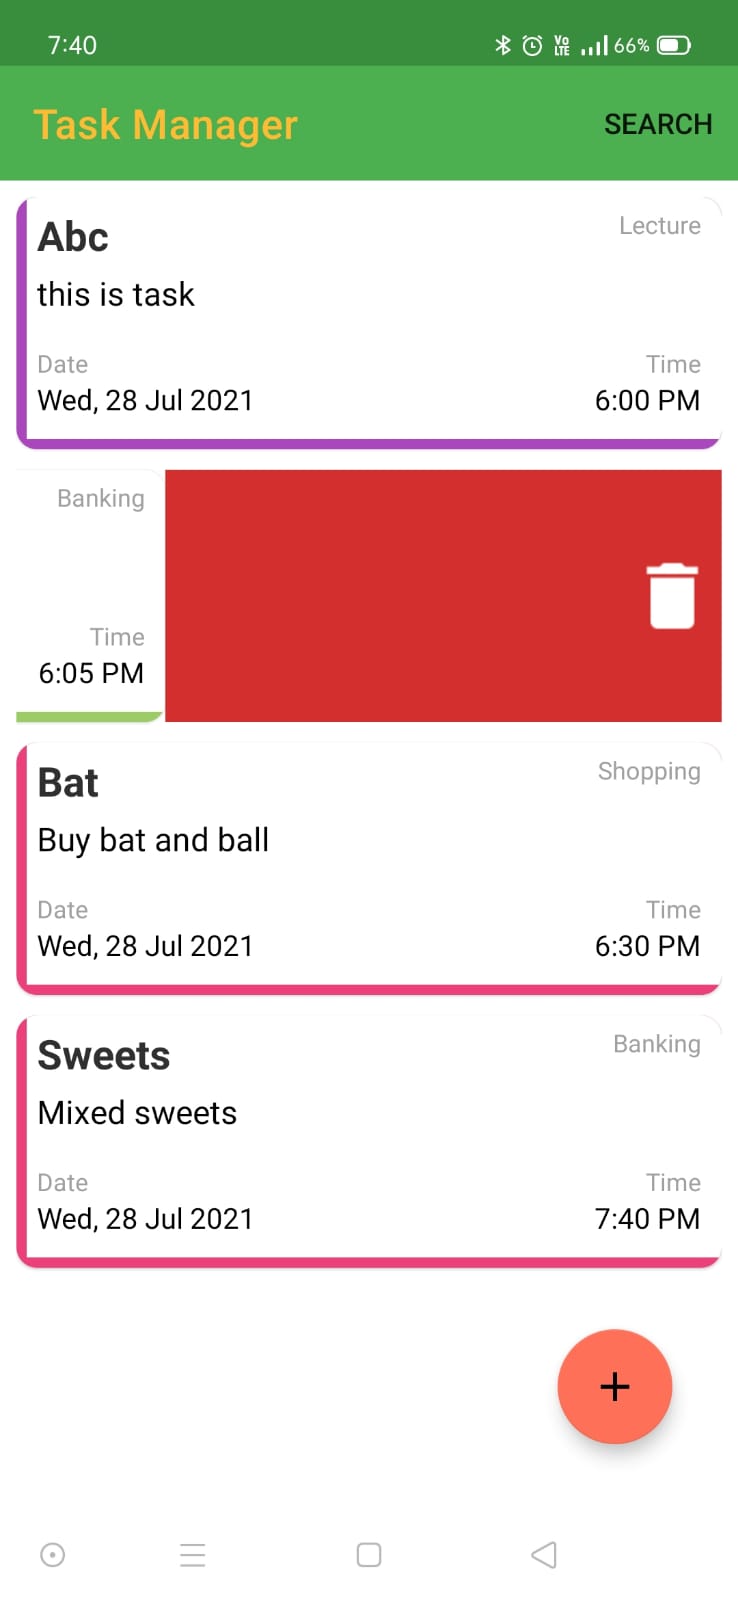 7:40 VO LTE 66%
Task Manager SEARCH
Abc Lecture
this is task
Date Time
Wed, 28 Jul 2021 6:00 PM
Banking
Time
6:05 PM
Bat Shopping
Buy bat and ball
Date Time
Wed, 28 Jul 2021 6:30 PM
Sweets Banking
Mixed sweets
Date Time
Wed, 28 Jul 2021 7:40 PM
+